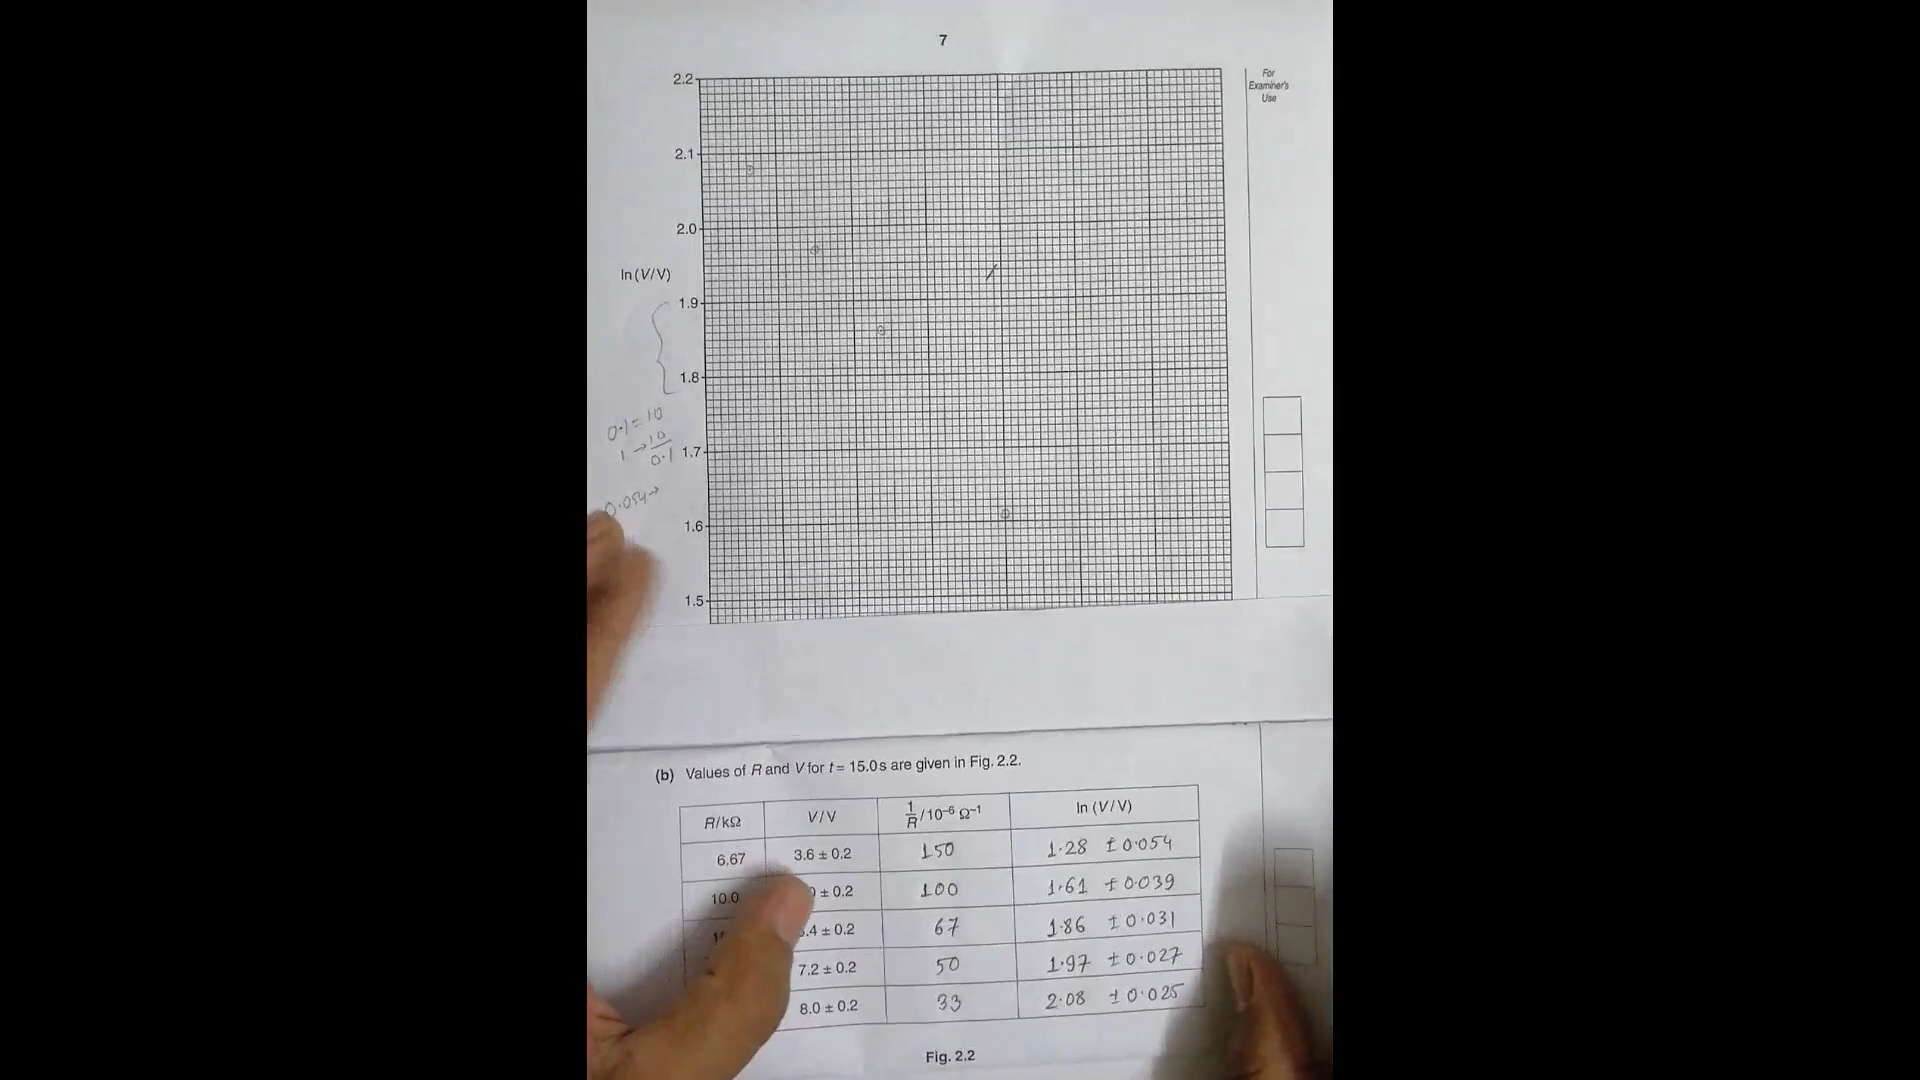 7
For
Examiner's
Use
2.2
2.1
2.0
ln (V/V)
1.9
1.8
0.1 = 10
1 → 10/0.1
1.7
0.054→
1.6
1.5
(b) Values of R and V for t = 15.0 s are given in Fig. 2.2.
R/kΩ V/V 1/R /10⁻⁶ Ω⁻¹ ln (V/V)
6.67 3.6 ± 0.2 150 1.28 ± 0.054
10.0 ± 0.2 100 1.61 ± 0.039
.4 ± 0.2 67 1.86 ± 0.031
7.2 ± 0.2 50 1.97 ± 0.027
8.0 ± 0.2 33 2.08 ± 0.025
Fig. 2.2